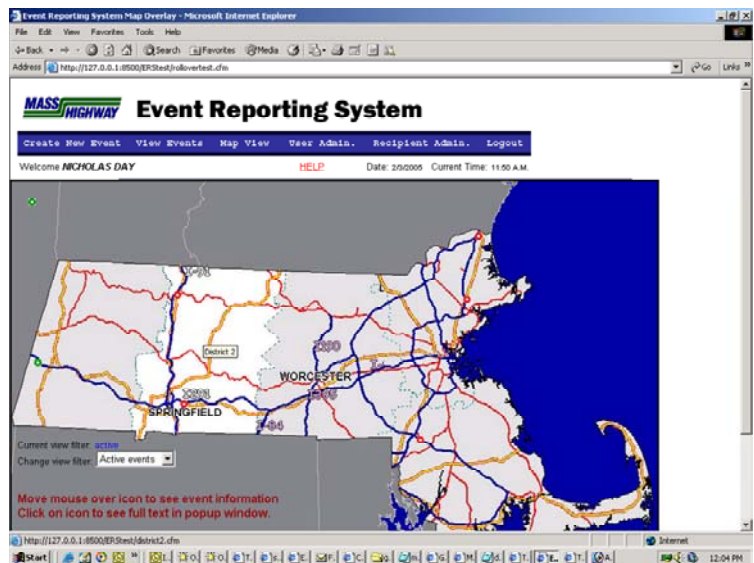 Event Reporting System Map Overlay - Microsoft Internet Explorer
File Edit View Favorites Tools Help
Back Search Favorites Media
Address http://127.0.0.1:8500/ERStest/rollovertest.cfm Go Links »
MASS HIGHWAY Event Reporting System
Create New Event View Events Map View User Admin. Recipient Admin. Logout
Welcome NICHOLAS DAY HELP Date: 2/3/2005 Current Time: 11:50 A.M.
I-91
District 2
WORCESTER
SPRINGFIELD
I-84
Current view filter: active
Change view filter: Active events
Move mouse over icon to see event information
Click on icon to see full text in popup window.
http://127.0.0.1:8500/ERStest/district2.cfm Internet
Start 12:04 PM